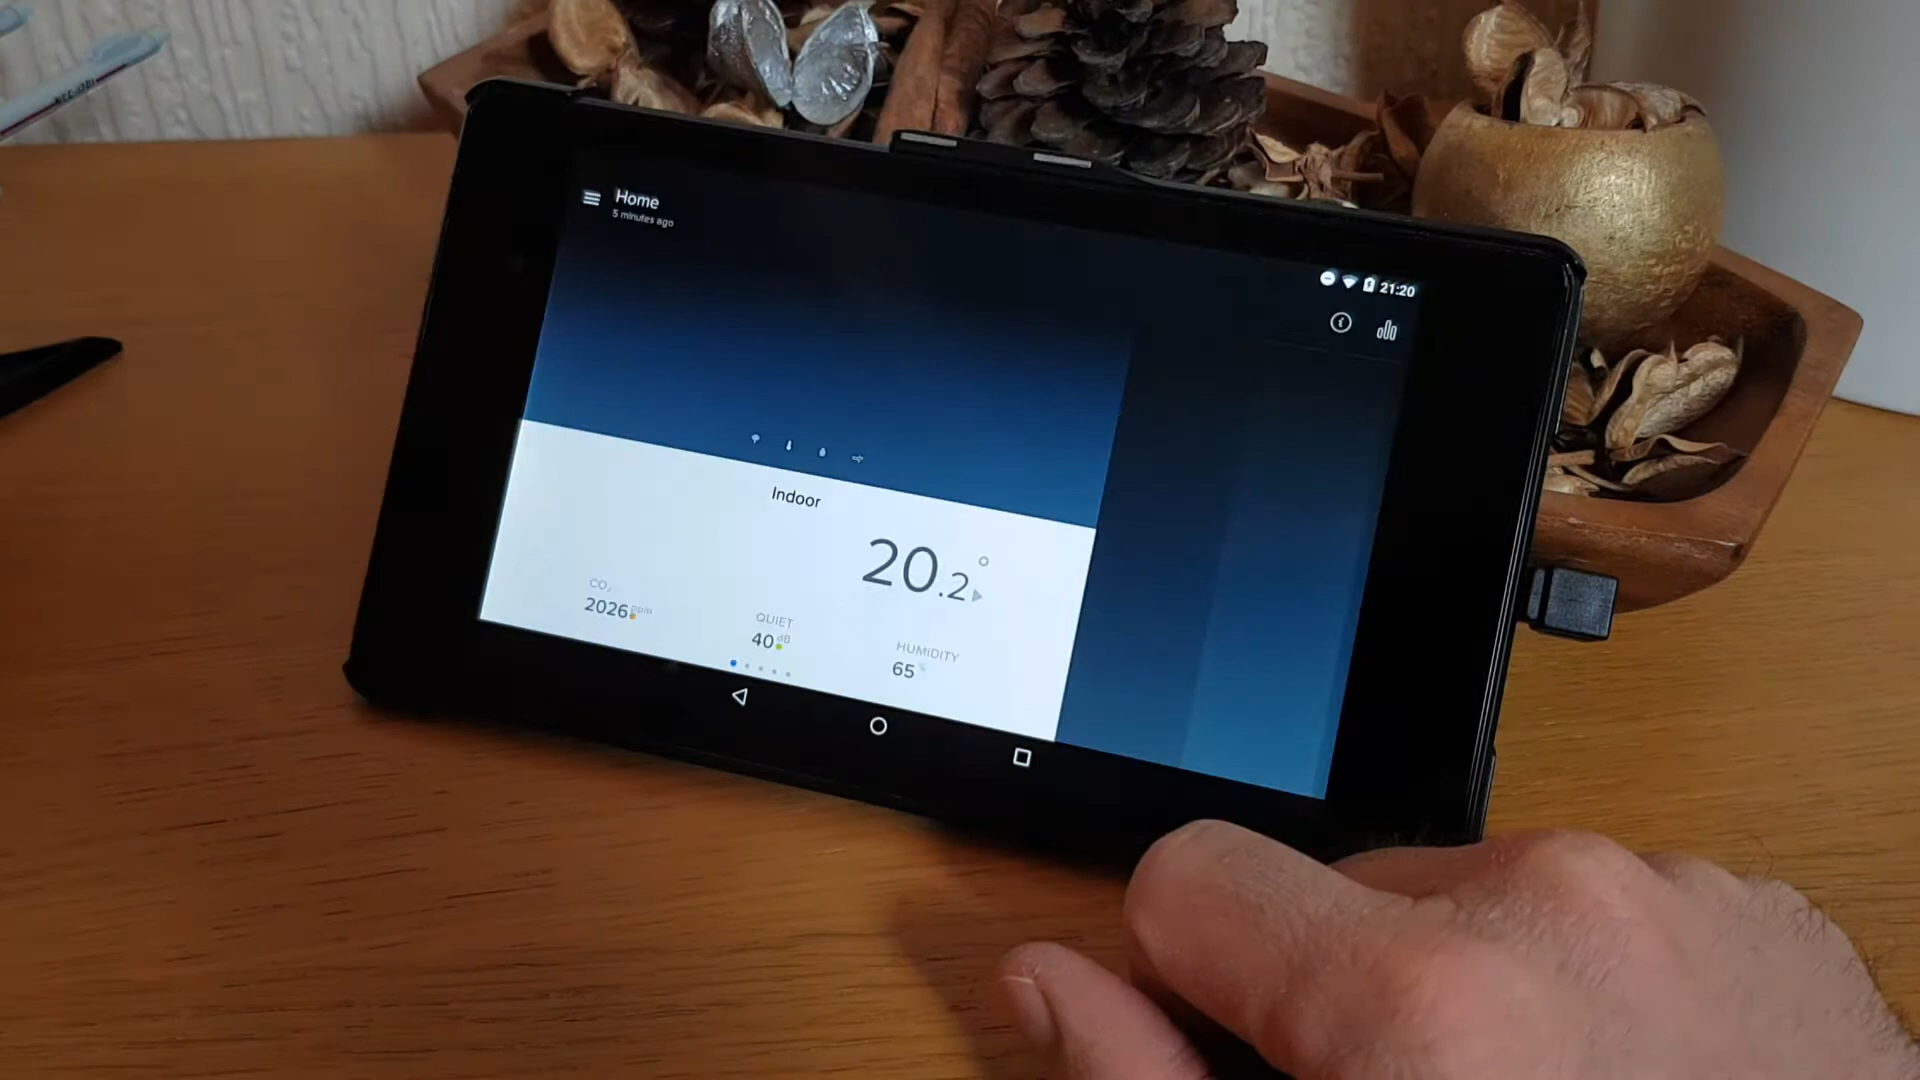 Home
5 minutes ago
21:20
Indoor
20.2°
CO₂
2026 ppm
QUIET
40 dB
HUMIDITY
65 %